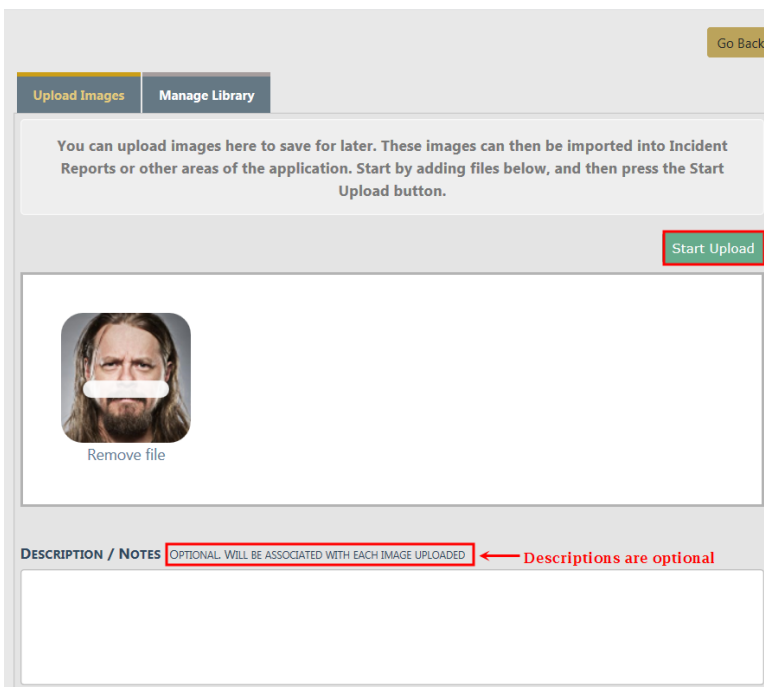 Go Back
Upload Images
Manage Library
You can upload images here to save for later. These images can then be imported into Incident
Reports or other areas of the application. Start by adding files below, and then press the Start
Upload button.
Start Upload
Remove file
DESCRIPTION / NOTES OPTIONAL. WILL BE ASSOCIATED WITH EACH IMAGE UPLOADED Descriptions are optional